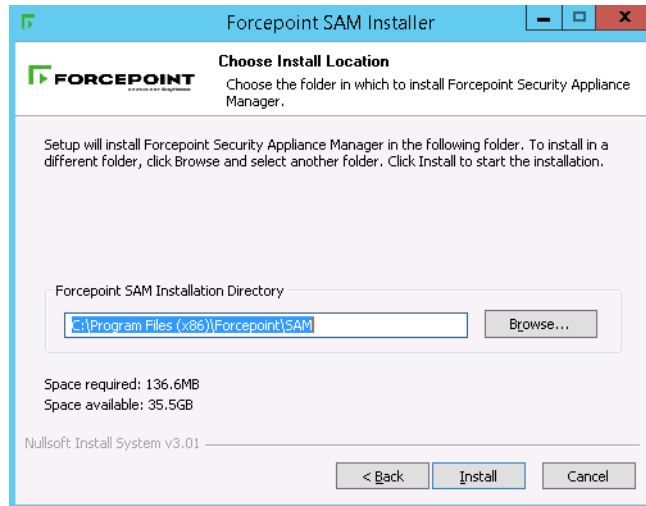 Forcepoint SAM Installer
FORCEPOINT
Choose Install Location
Choose the folder in which to install Forcepoint Security Appliance
Manager.
Setup will install Forcepoint Security Appliance Manager in the following folder. To install in a
different folder, click Browse and select another folder. Click Install to start the installation.
Forcepoint SAM Installation Directory
C:\Program Files (x86)\Forcepoint\SAM
Browse...
Space required: 136.6MB
Space available: 35.5GB
Nullsoft Install System v3.01
< Back
Install
Cancel